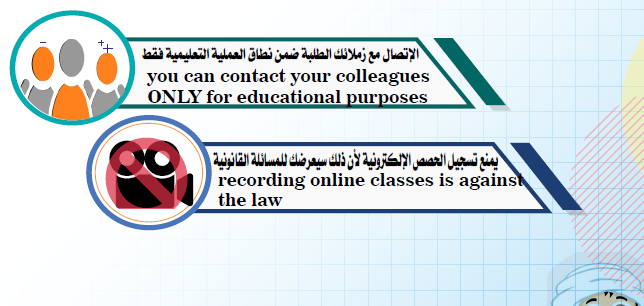 الإتصال مع زملائك الطلبة ضمن نطاق العملية التعليمية فقط
you can contact your colleagues
ONLY for educational purposes
يمنع تسجيل الحصص الإلكترونية لأن ذلك سيعرضك للمسائلة القانونية
recording online classes is against
the law